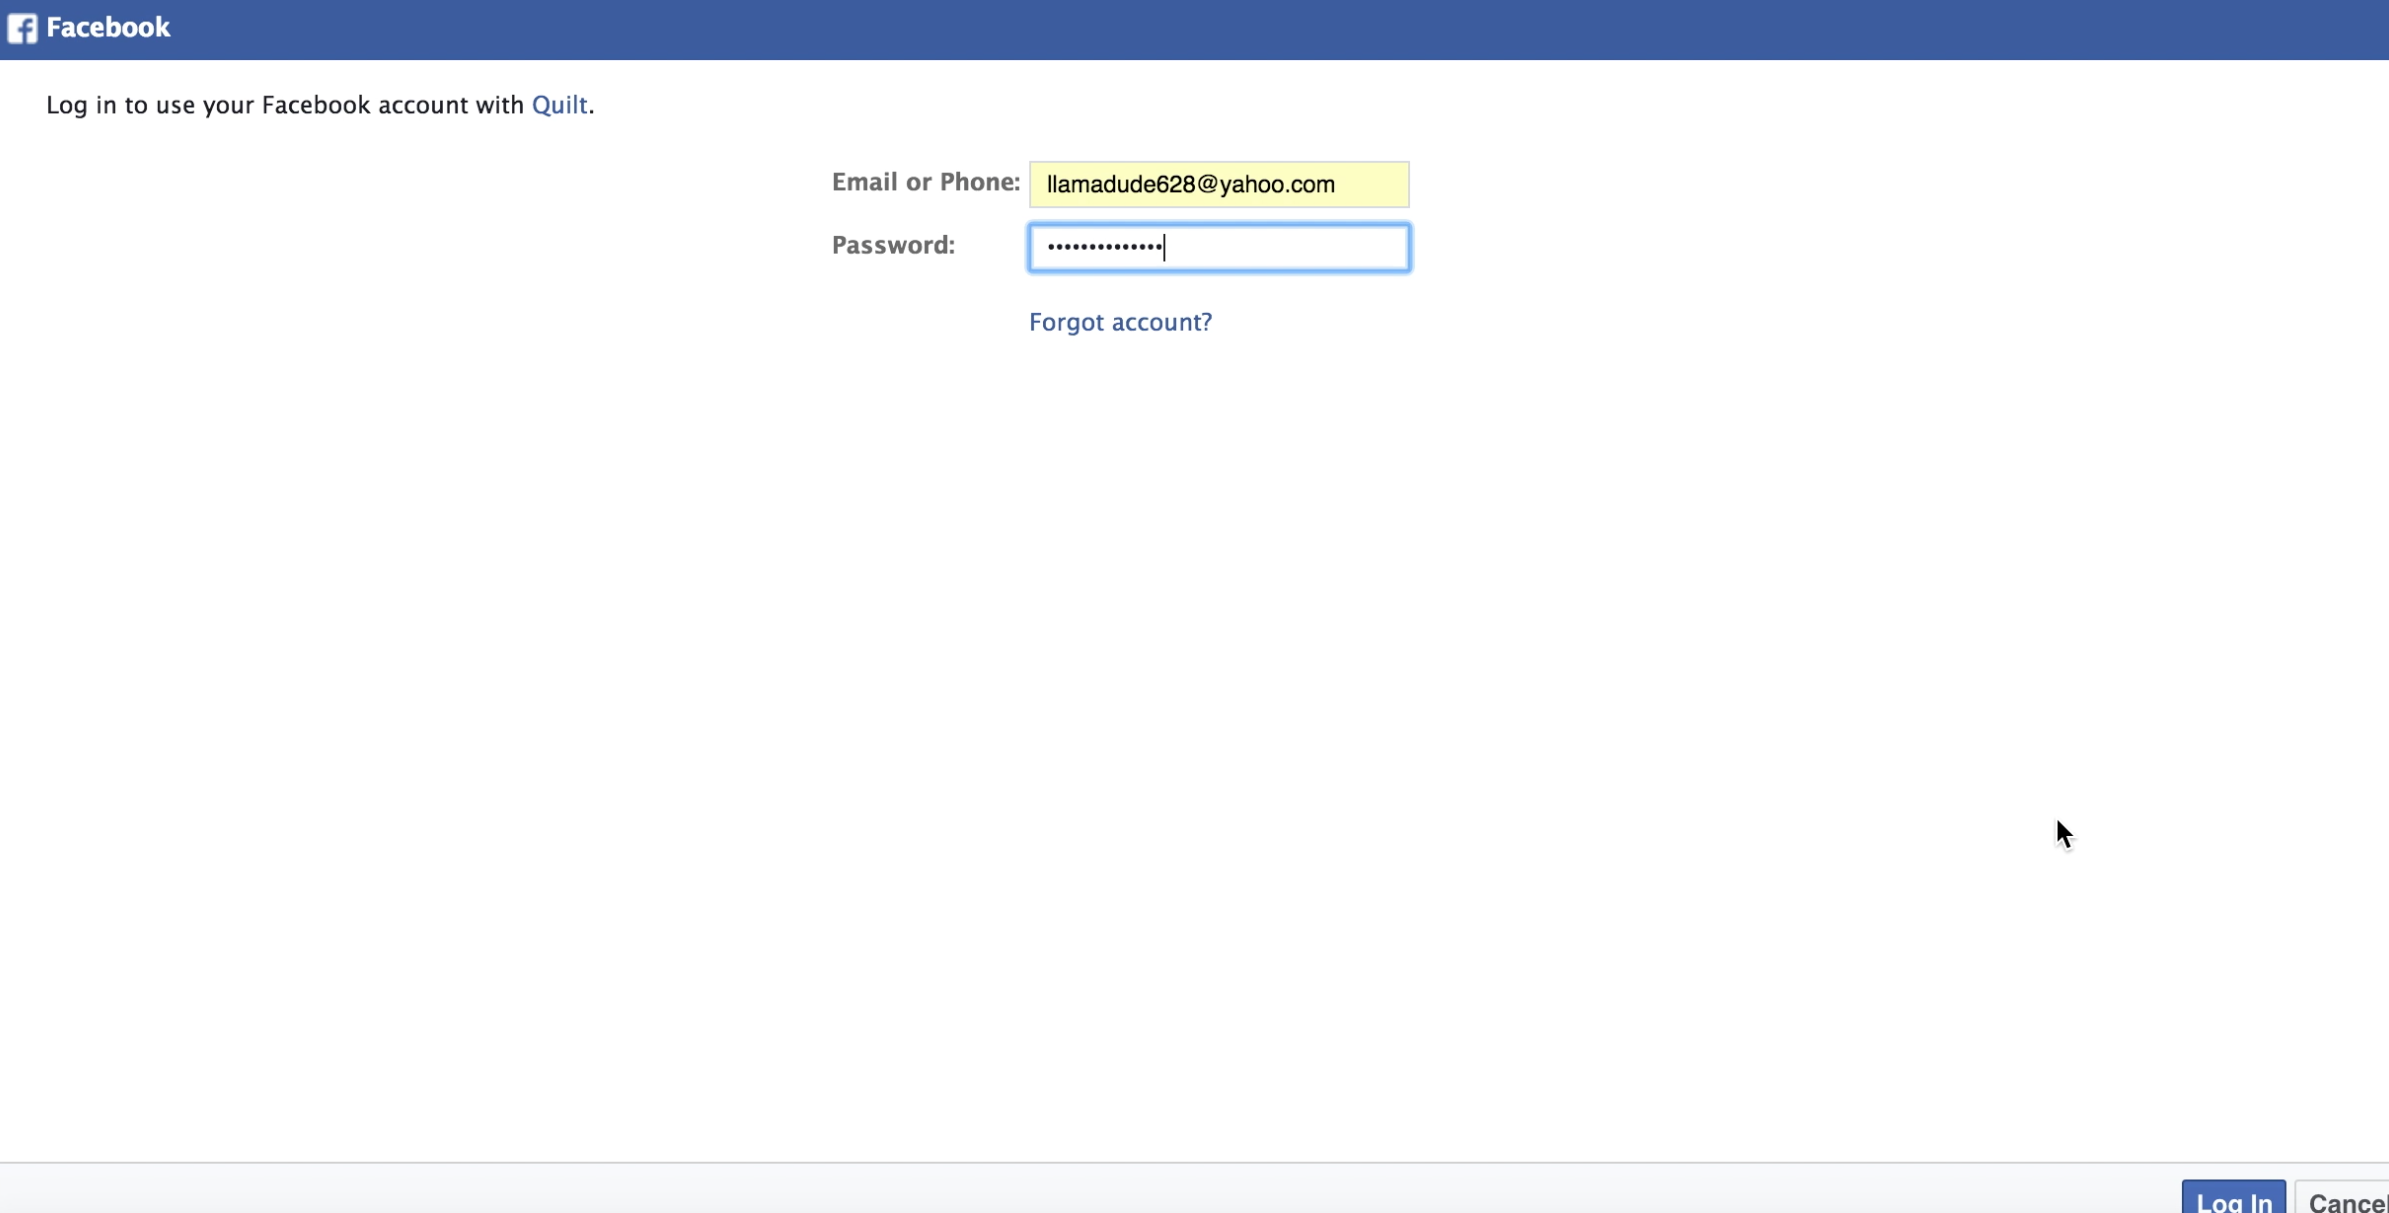 Facebook
Log in to use your Facebook account with Quilt.
Email or Phone: llamadude628@yahoo.com
Password: ••••••••••••••
Forgot account?
Log In Cancel